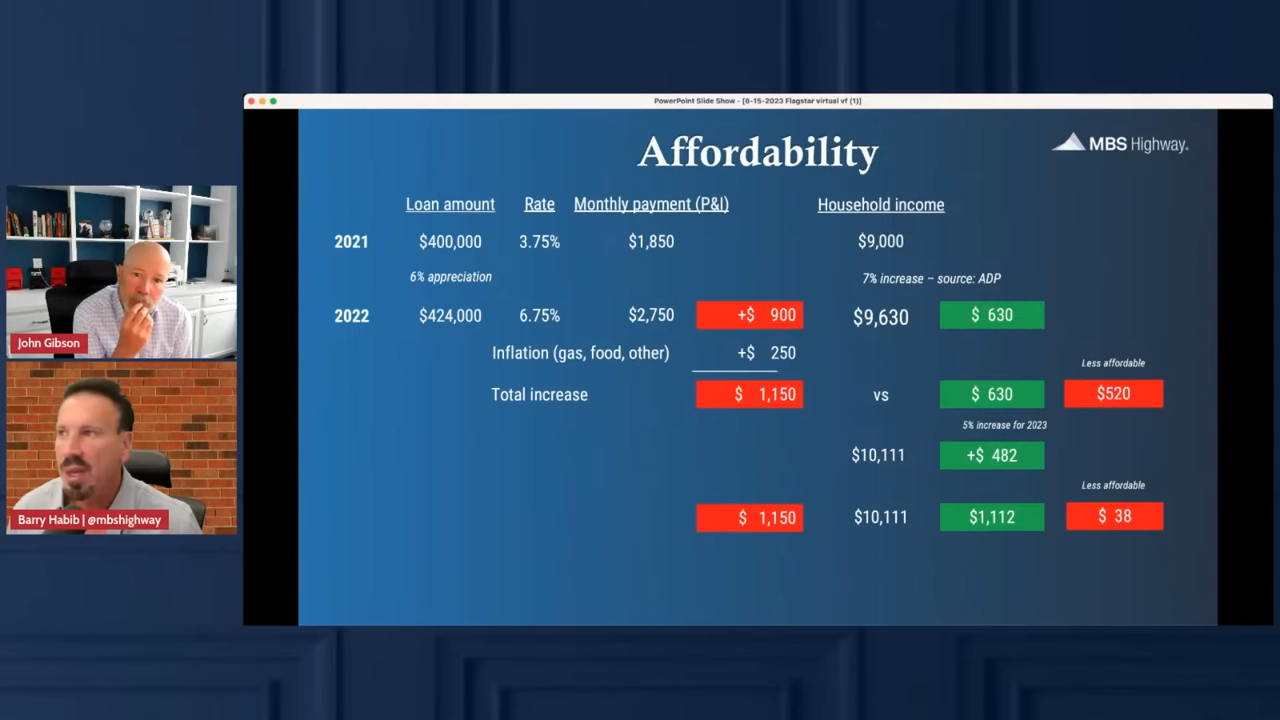 PowerPoint Slide Show - [8-15-2023 Flagstar virtual vf (1)]
Affordability
MBS Highway®
Loan amount Rate Monthly payment (P&I) Household income
2021 $400,000 3.75% $1,850 $9,000
6% appreciation 7% increase – source: ADP
2022 $424,000 6.75% $2,750 +$ 900 $9,630 $ 630
Inflation (gas, food, other) +$ 250
Less affordable
Total increase $ 1,150 vs $ 630 $520
5% increase for 2023
$10,111 +$ 482
Less affordable
$ 1,150 $10,111 $1,112 $ 38
John Gibson
Barry Habib | @mbshighway